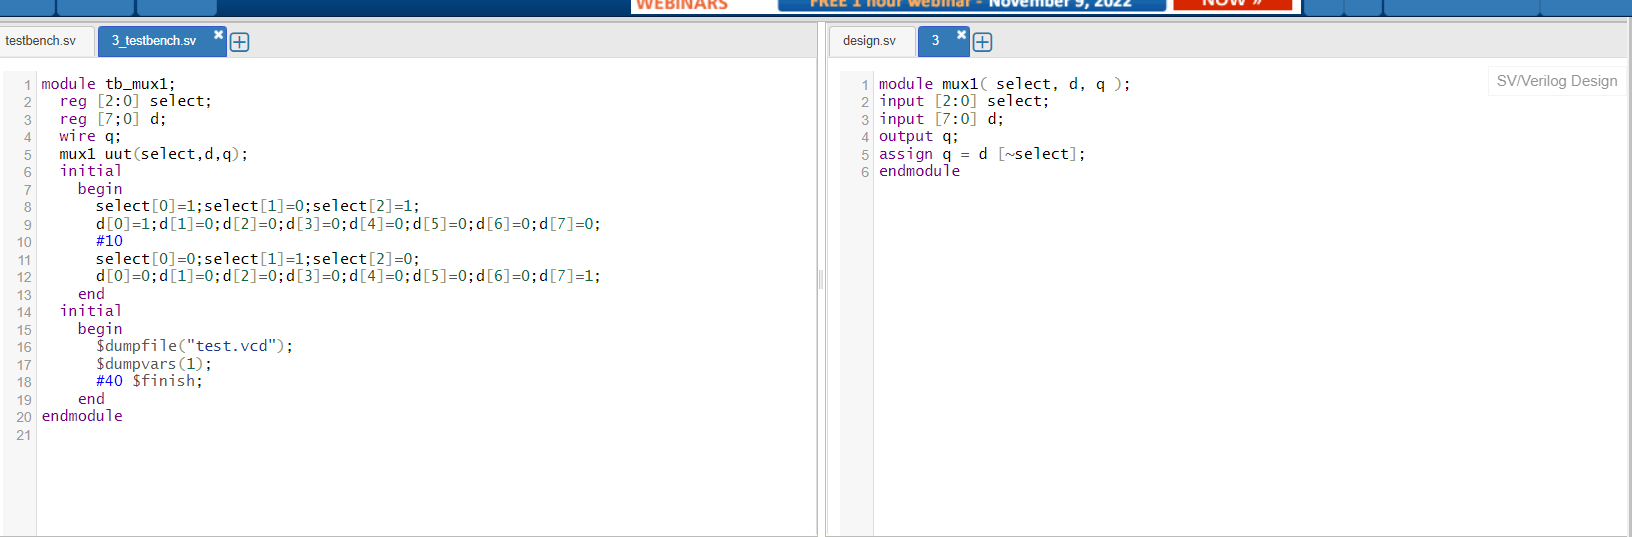 WEBINARS FREE 1 hour webinar - November 9, 2022 NOW »
testbench.sv 3_testbench.sv
1 module tb_mux1;
2 reg [2:0] select;
3 reg [7;0] d;
4 wire q;
5 mux1 uut(select,d,q);
6 initial
7 begin
8 select[0]=1;select[1]=0;select[2]=1;
9 d[0]=1;d[1]=0;d[2]=0;d[3]=0;d[4]=0;d[5]=0;d[6]=0;d[7]=0;
10 #10
11 select[0]=0;select[1]=1;select[2]=0;
12 d[0]=0;d[1]=0;d[2]=0;d[3]=0;d[4]=0;d[5]=0;d[6]=0;d[7]=1;
13 end
14 initial
15 begin
16 $dumpfile("test.vcd");
17 $dumpvars(1);
18 #40 $finish;
19 end
20 endmodule
21
design.sv 3
SV/Verilog Design
1 module mux1( select, d, q );
2 input [2:0] select;
3 input [7:0] d;
4 output q;
5 assign q = d [~select];
6 endmodule